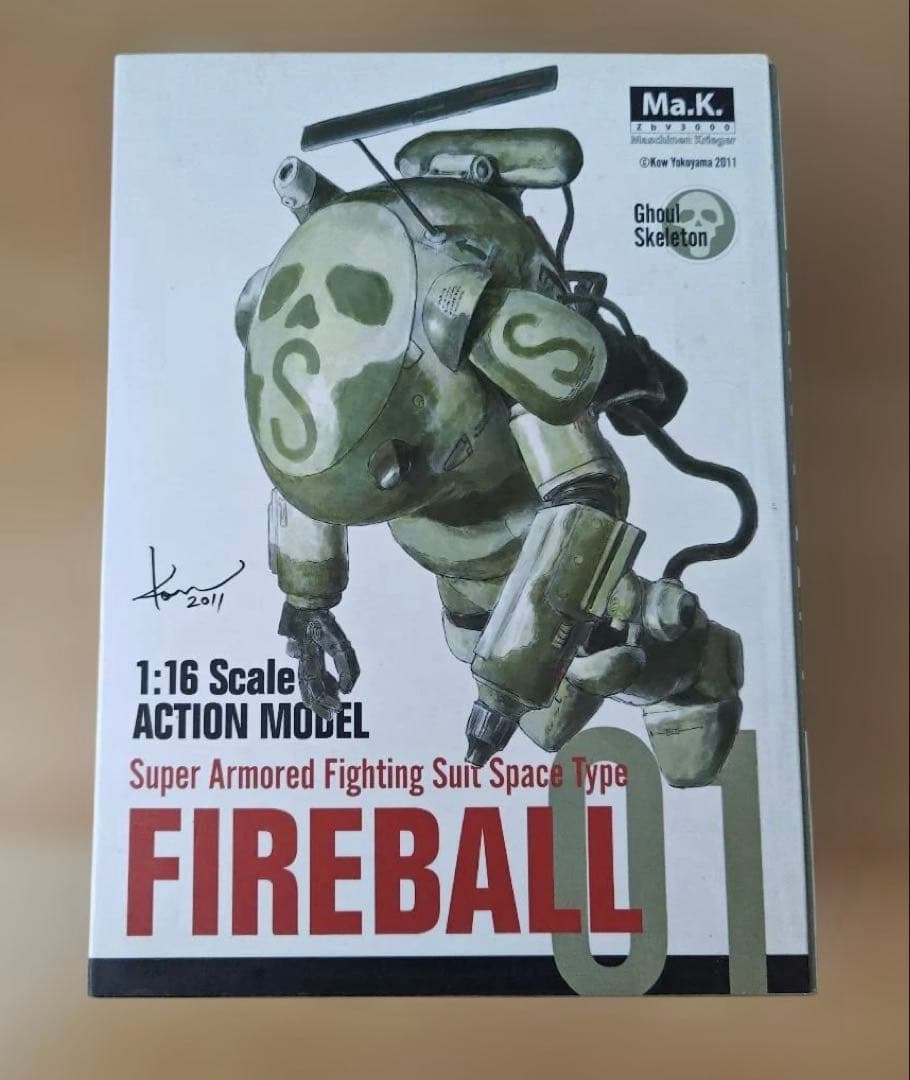 Ma.K.
ZbV3000
Maschinen Krieger
©Kow Yokoyama 2011
Ghoul
Skeleton
S
S
Kow
2011
1:16 Scale
ACTION MODEL
Super Armored Fighting Suit Space Type
FIREBALL
01